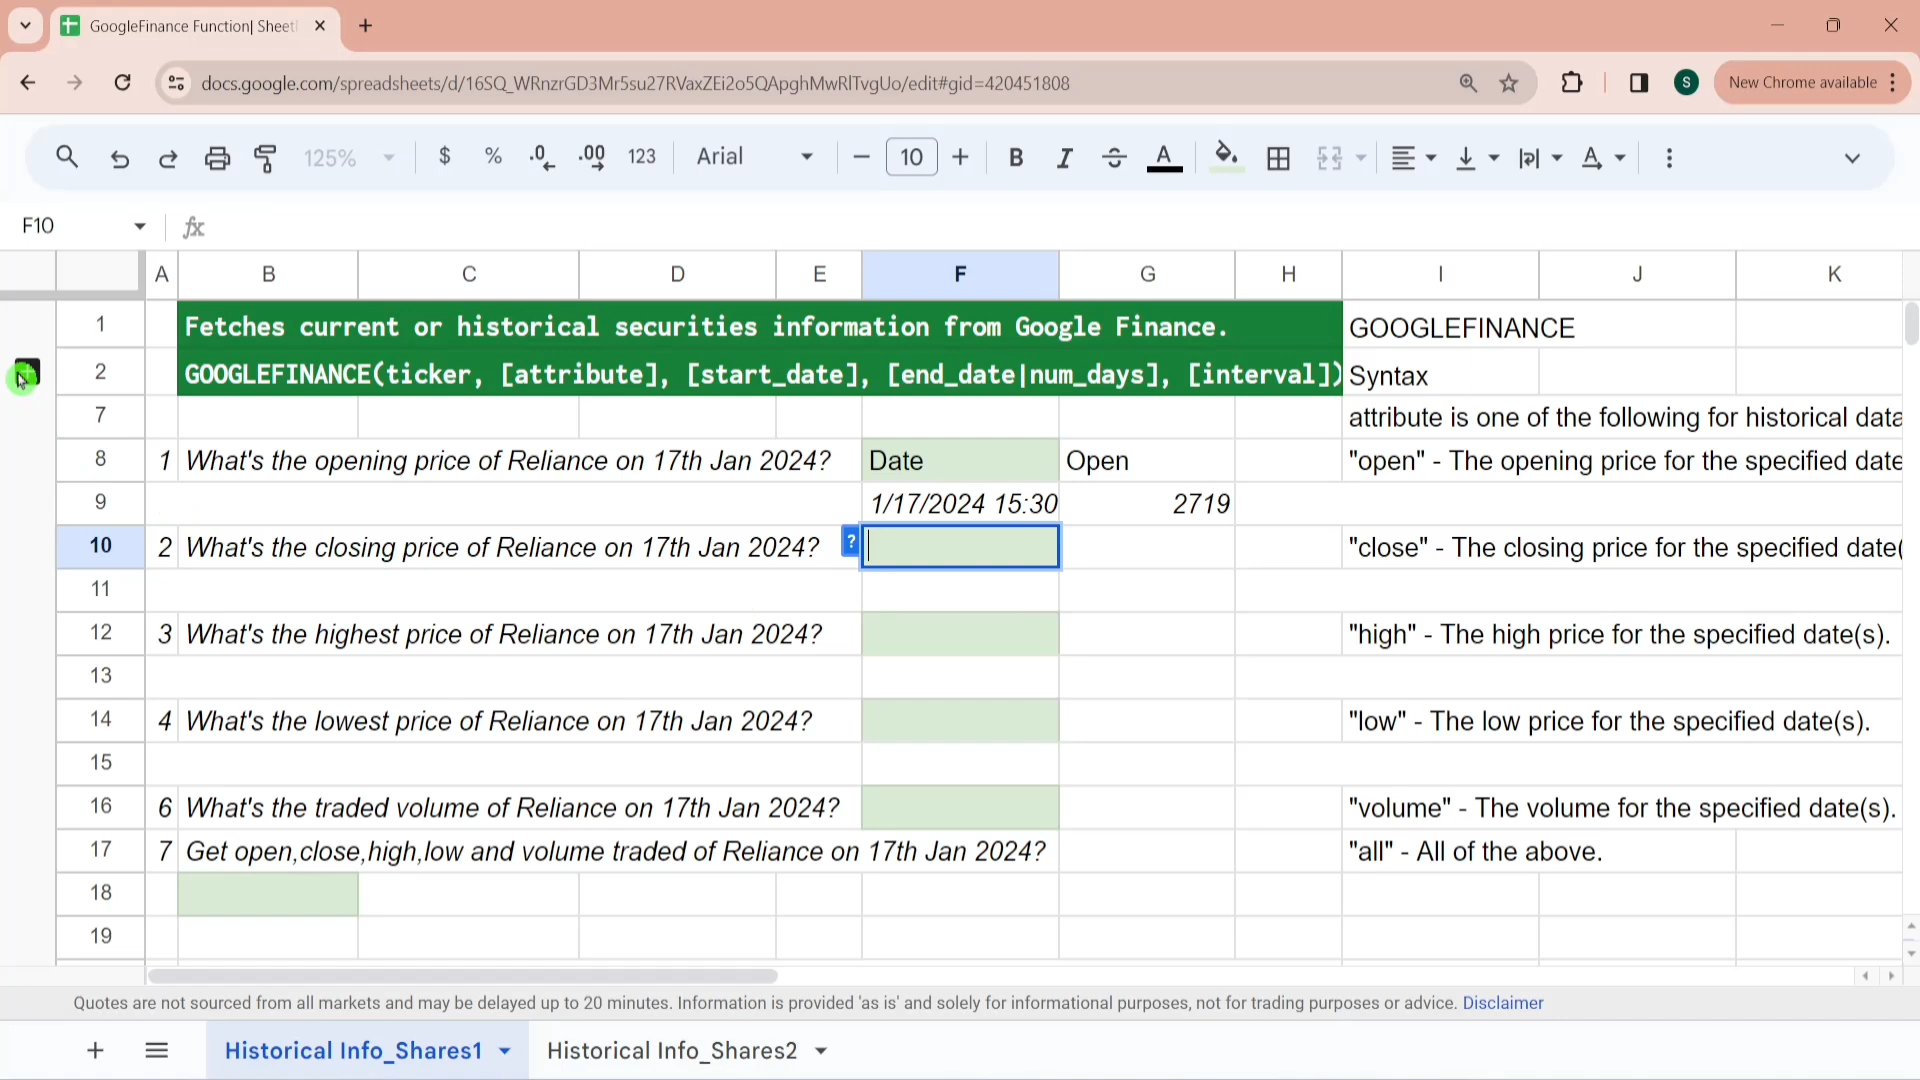 GoogleFinance Function| Sheet
docs.google.com/spreadsheets/d/16SQ_WRnzrGD3Mr5su27RVaxZEi2o5QApghMwRlTvgUo/edit#gid=420451808
S
New Chrome available
125%
$
%
.0
.00
123
Arial
10
B
I
A
A
F10
fx
A B C D E F G H I J K
1 Fetches current or historical securities information from Google Finance. GOOGLEFINANCE
2 GOOGLEFINANCE(ticker, [attribute], [start_date], [end_date|num_days], [interval]) Syntax
7 attribute is one of the following for historical data
8 1 What's the opening price of Reliance on 17th Jan 2024? Date Open "open" - The opening price for the specified date
9 1/17/2024 15:30 2719
10 2 What's the closing price of Reliance on 17th Jan 2024? ? "close" - The closing price for the specified date(
11
12 3 What's the highest price of Reliance on 17th Jan 2024? "high" - The high price for the specified date(s).
13
14 4 What's the lowest price of Reliance on 17th Jan 2024? "low" - The low price for the specified date(s).
15
16 6 What's the traded volume of Reliance on 17th Jan 2024? "volume" - The volume for the specified date(s).
17 7 Get open,close,high,low and volume traded of Reliance on 17th Jan 2024? "all" - All of the above.
18
19
Quotes are not sourced from all markets and may be delayed up to 20 minutes. Information is provided 'as is' and solely for informational purposes, not for trading purposes or advice. Disclaimer
Historical Info_Shares1 Historical Info_Shares2